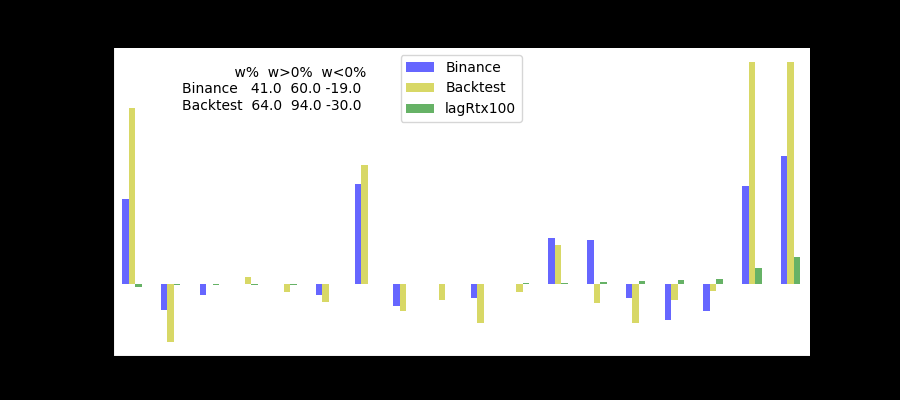 w% w>0% w<0%
Binance 41.0 60.0 -19.0
Backtest 64.0 94.0 -30.0
Binance
Backtest
lagRtx100